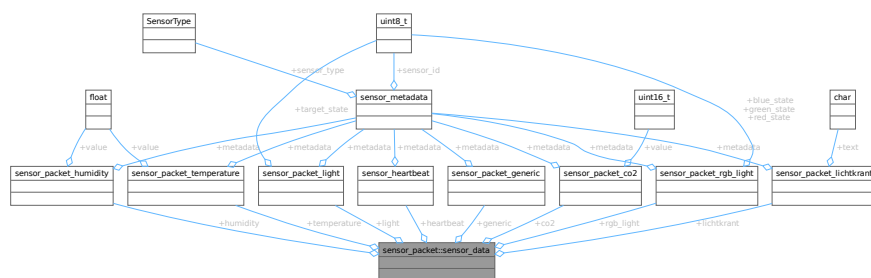 SensorType
uint8_t
+sensor_type
+sensor_id
float
sensor_metadata
uint16_t
char
+target_state
+blue_state
+green_state
+red_state
+value
+value
+metadata
+metadata
+metadata
+metadata
+metadata
+value
+metadata
+metadata
+text
sensor_packet_humidity
sensor_packet_temperature
sensor_packet_light
sensor_heartbeat
sensor_packet_generic
sensor_packet_co2
sensor_packet_rgb_light
sensor_packet_lichtkrant
+humidity
+temperature
+light
+heartbeat
+generic
+co2
+rgb_light
+lichtkrant
sensor_packet::sensor_data